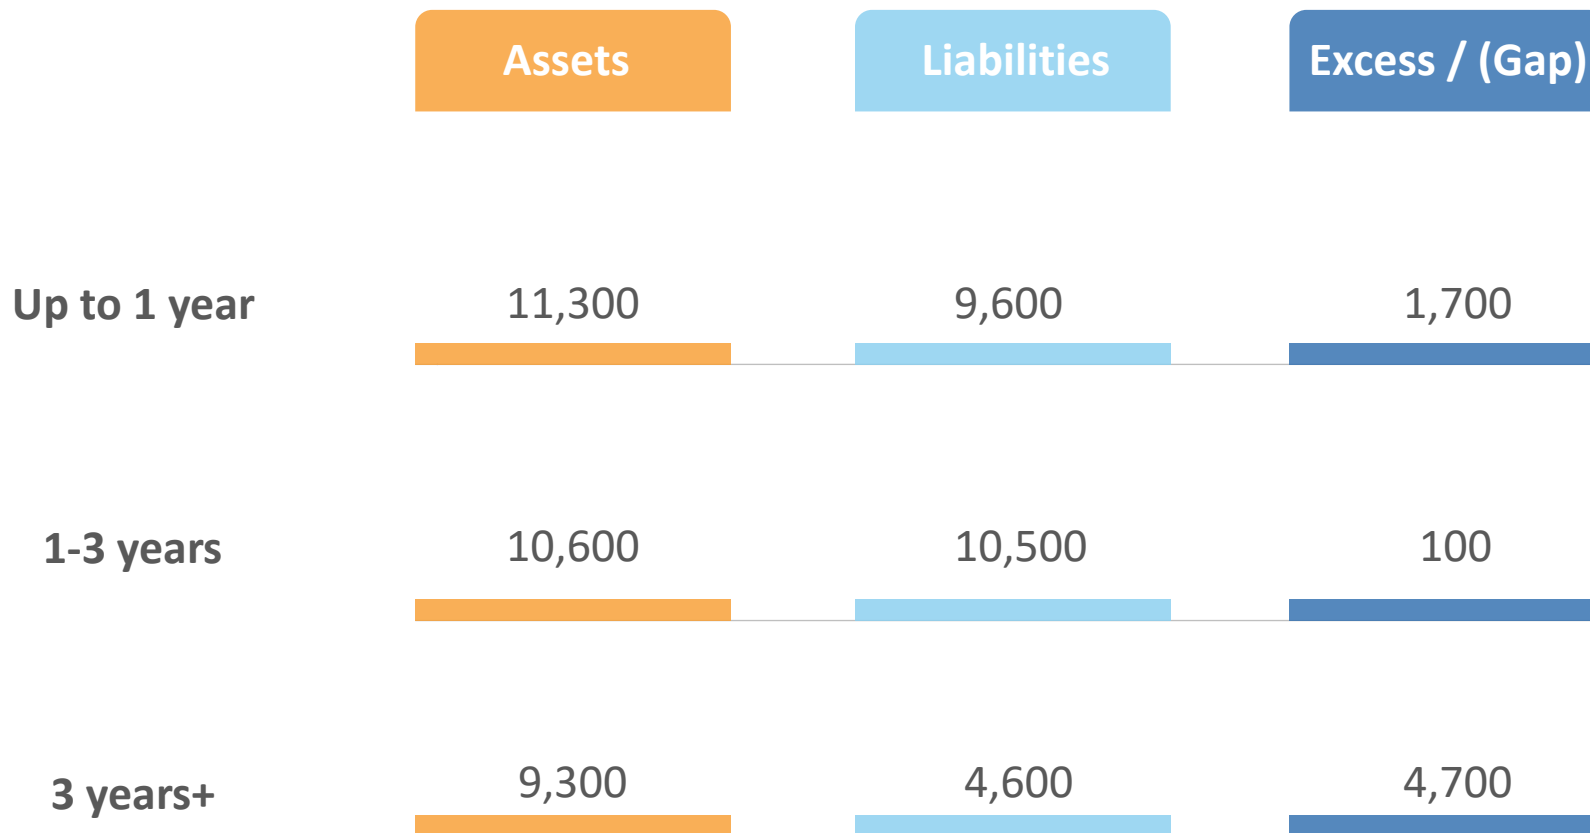 Assets Liabilities Excess / (Gap)
Up to 1 year 11,300 9,600 1,700
1-3 years 10,600 10,500 100
3 years+ 9,300 4,600 4,700